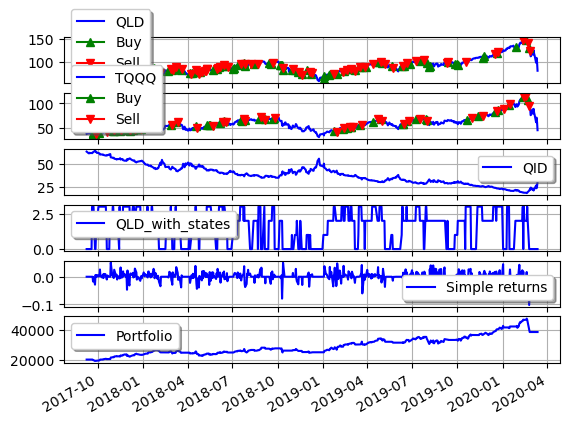 QLD
Buy
Sell
150
100
TQQQ
Buy
Sell
100
50
50
25
QID
2.5
0.0
QLD_with_states
0.0
−0.1
Simple returns
40000
20000
Portfolio
2017-10
2018-01
2018-04
2018-07
2018-10
2019-01
2019-04
2019-07
2019-10
2020-01
2020-04